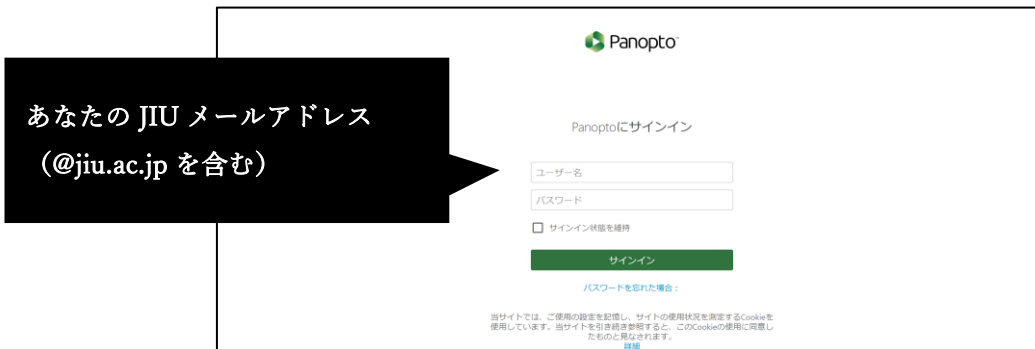 Panopto
あなたの JIU メールアドレス
（@jiu.ac.jp を含む）
Panoptoにサインイン
ユーザー名
パスワード
サインイン状態を維持
サインイン
パスワードを忘れた場合：
当サイトでは、ご使用の設定を記憶し、サイトの使用状況を測定するCookieを
使用しています。当サイトを引き続き参照すると、このCookieの使用に同意し
たものと見なされます。
詳細